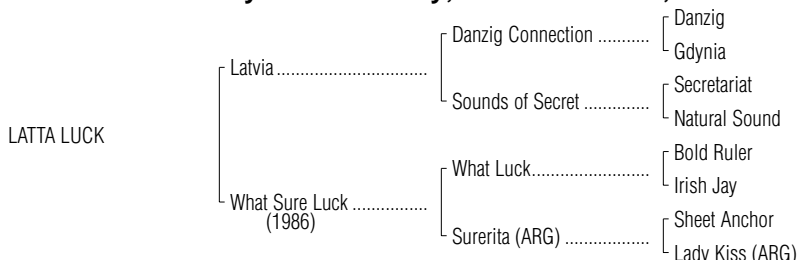 Danzig
Danzig Connection ...........
Gdynia
Latvia ................................
Secretariat
Sounds of Secret ..............
Natural Sound
LATTA LUCK
Bold Ruler
What Luck.........................
Irish Jay
What Sure Luck ................
(1986)
Sheet Anchor
Surerita (ARG) ..................
Lady Kiss (ARG)